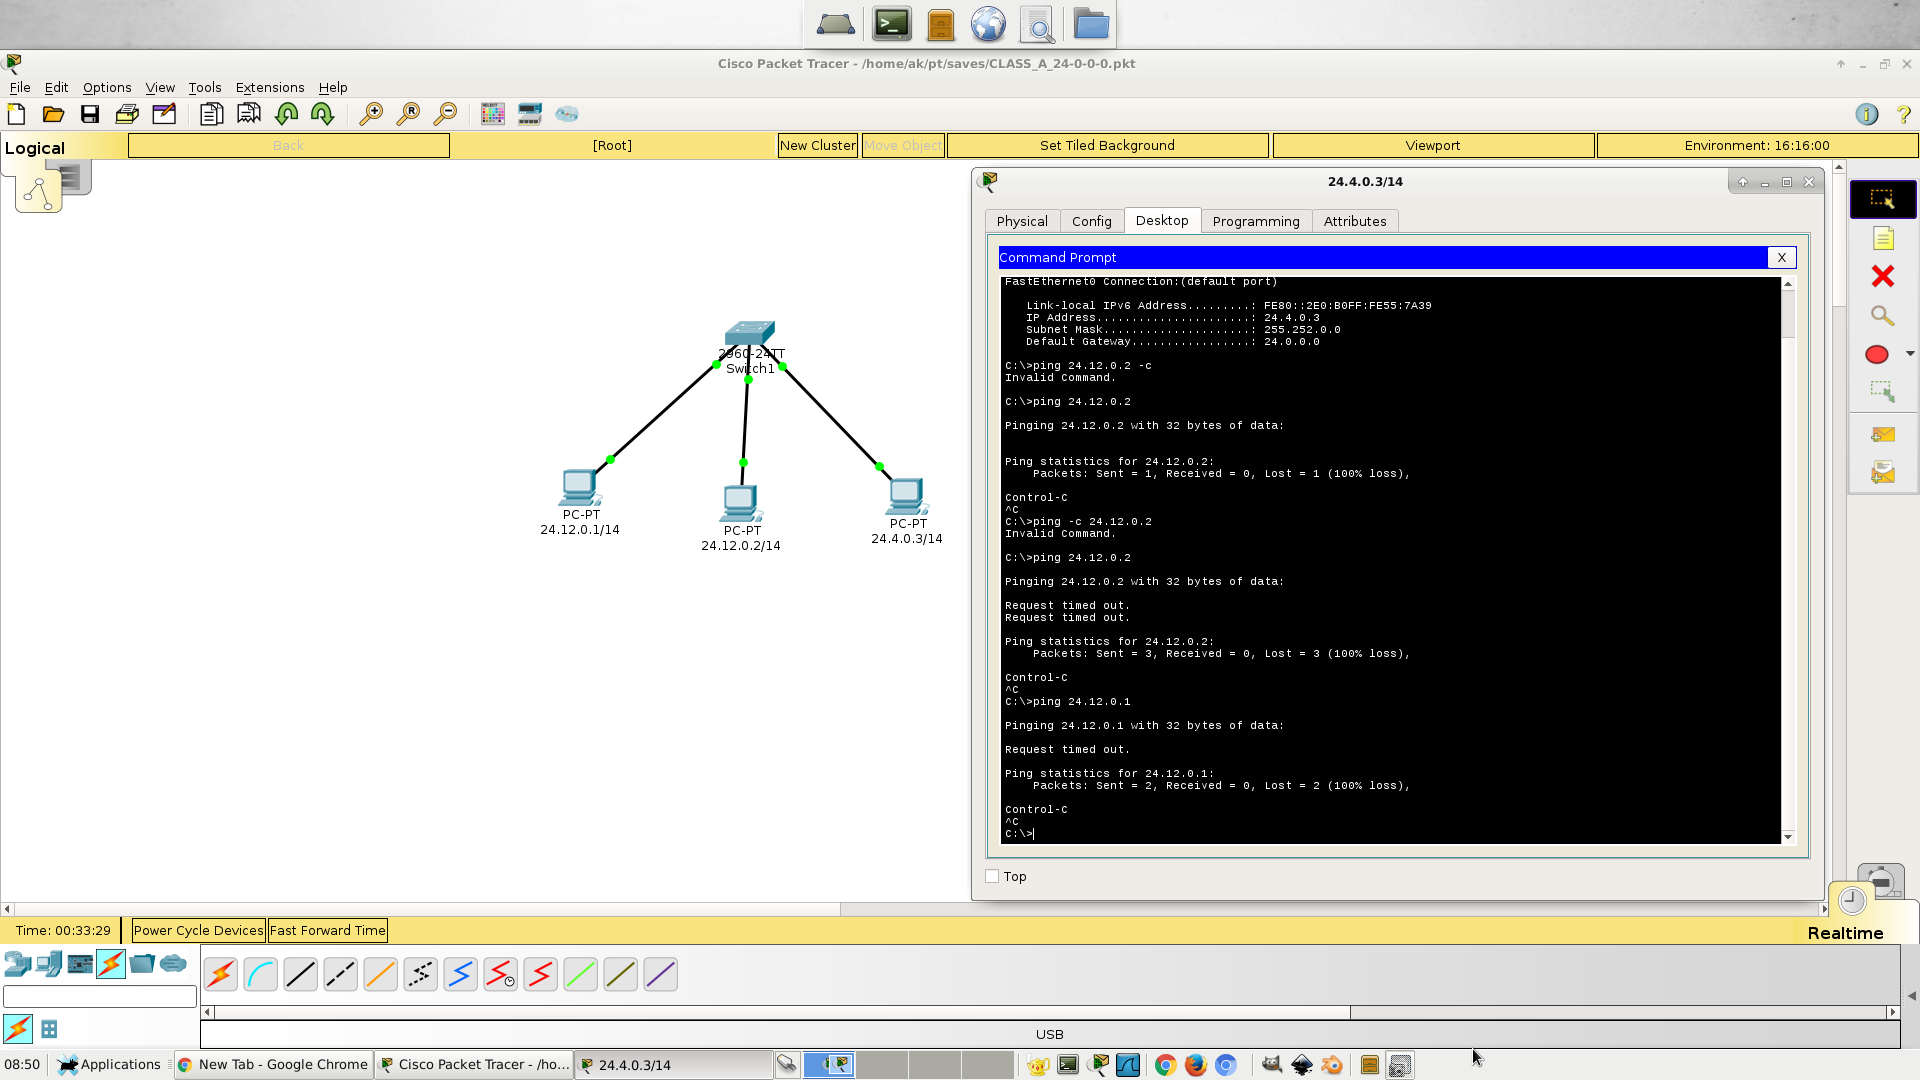 Cisco Packet Tracer - /home/ak/pt/saves/CLASS_A_24-0-0-0.pkt
File Edit Options View Tools Extensions Help
Logical
Back
[Root]
New Cluster
Move Object
Set Tiled Background
Viewport
Environment: 16:16:00
2960-24TT
Switch1
PC-PT
24.12.0.1/14
PC-PT
24.12.0.2/14
PC-PT
24.4.0.3/14
24.4.0.3/14
Physical Config Desktop Programming Attributes
Command Prompt
X
FastEthernet0 Connection:(default port)
Link-local IPv6 Address.........: FE80::2E0:B0FF:FE55:7A39
IP Address......................: 24.4.0.3
Subnet Mask.....................: 255.252.0.0
Default Gateway.................: 24.0.0.0
C:\>ping 24.12.0.2 -c
Invalid Command.
C:\>ping 24.12.0.2
Pinging 24.12.0.2 with 32 bytes of data:
Ping statistics for 24.12.0.2:
Packets: Sent = 1, Received = 0, Lost = 1 (100% loss),
Control-C
^C
C:\>ping -c 24.12.0.2
Invalid Command.
C:\>ping 24.12.0.2
Pinging 24.12.0.2 with 32 bytes of data:
Request timed out.
Request timed out.
Ping statistics for 24.12.0.2:
Packets: Sent = 3, Received = 0, Lost = 3 (100% loss),
Control-C
^C
C:\>ping 24.12.0.1
Pinging 24.12.0.1 with 32 bytes of data:
Request timed out.
Ping statistics for 24.12.0.1:
Packets: Sent = 2, Received = 0, Lost = 2 (100% loss),
Control-C
^C
C:\>
Top
Time: 00:33:29
Power Cycle Devices
Fast Forward Time
Realtime
USB
08:50
Applications
New Tab - Google Chrome
Cisco Packet Tracer - /ho...
24.4.0.3/14